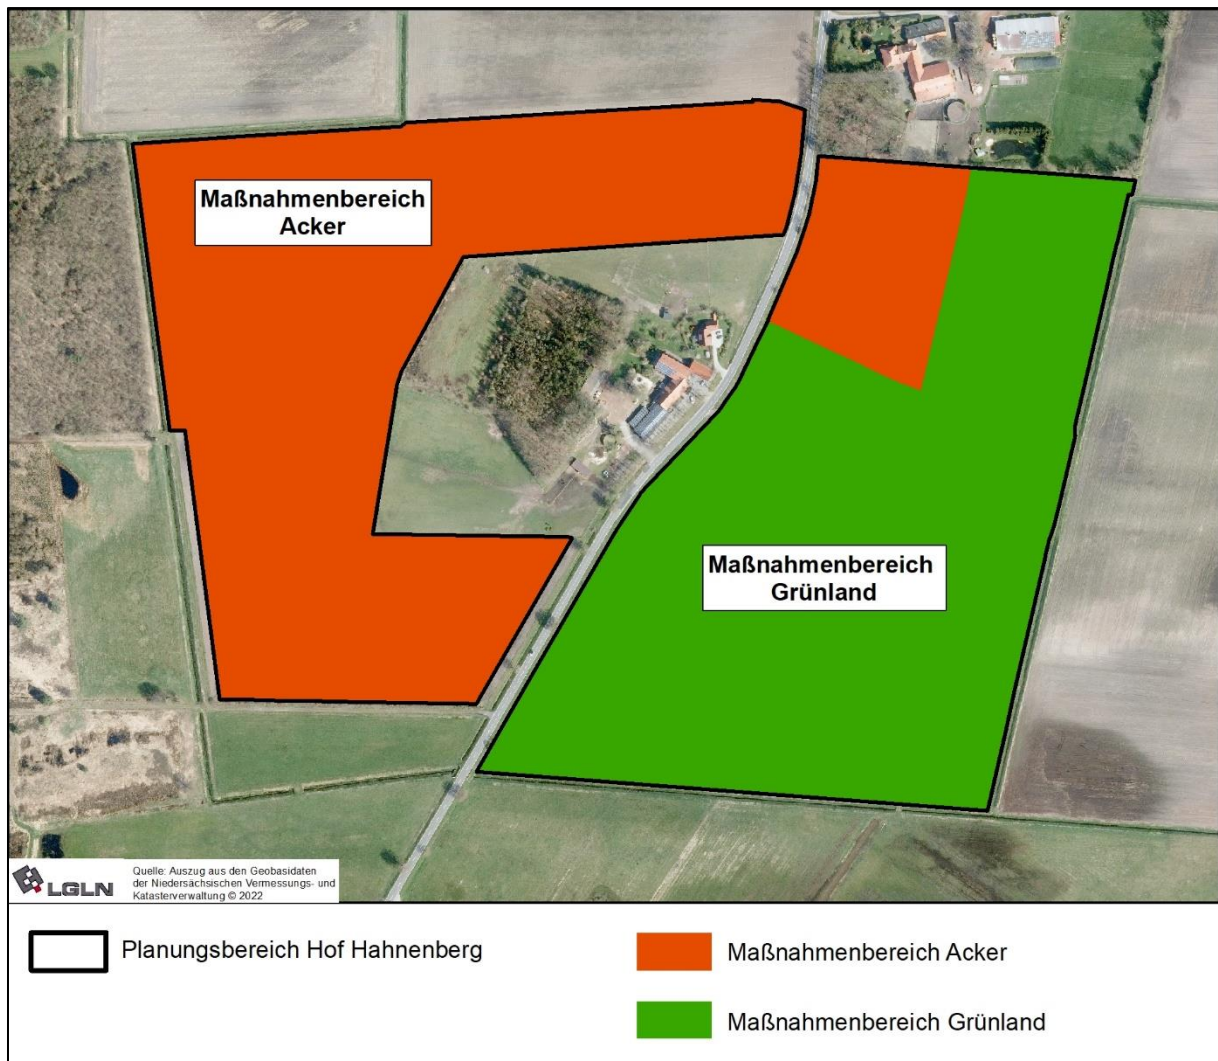 Maßnahmenbereich
Acker
Maßnahmenbereich
Grünland
LGLN
Quelle: Auszug aus den Geobasidaten
der Niedersächsischen Vermessungs- und
Katasterverwaltung © 2022
Planungsbereich Hof Hahnenberg
Maßnahmenbereich Acker
Maßnahmenbereich Grünland